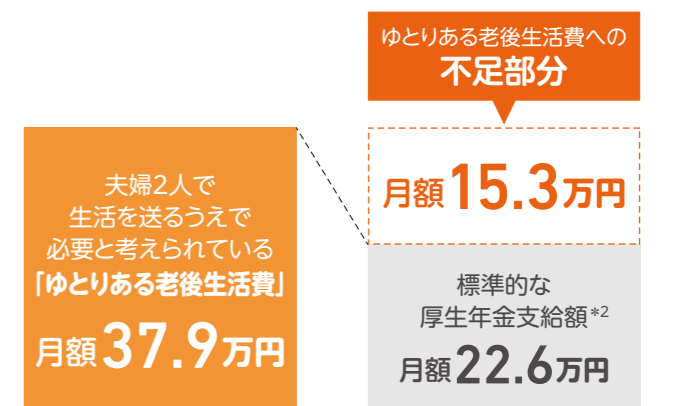 ゆとりある老後生活費への
不足部分
月額15.3万円
夫婦2人で
生活を送るうえで
必要と考えられている
「ゆとりある老後生活費」
月額37.9万円
標準的な
厚生年金支給額*2
月額22.6万円